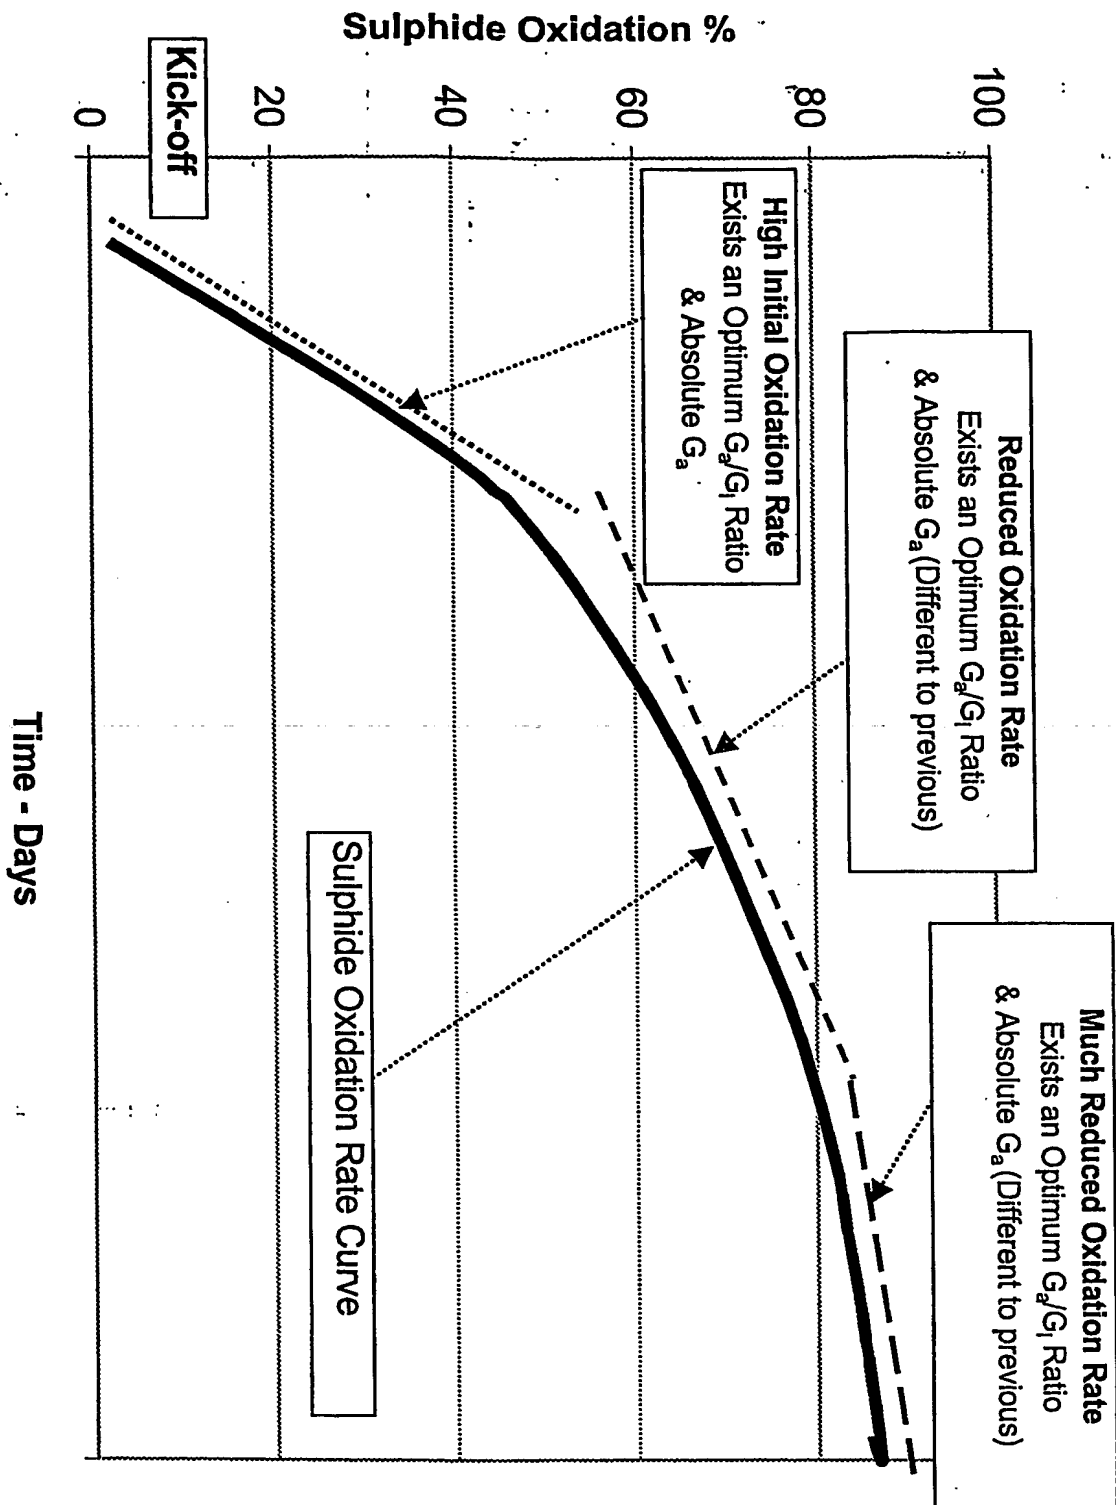 Sulphide Oxidation %
100
80
60
40
20
0
Kick-off
High Initial Oxidation Rate
Exists an Optimum Ga/Gl Ratio
& Absolute Ga
Reduced Oxidation Rate
Exists an Optimum Ga/Gl Ratio
& Absolute Ga (Different to previous)
Much Reduced Oxidation Rate
Exists an Optimum Ga/Gl Ratio
& Absolute Ga (Different to previous)
Sulphide Oxidation Rate Curve
Time - Days